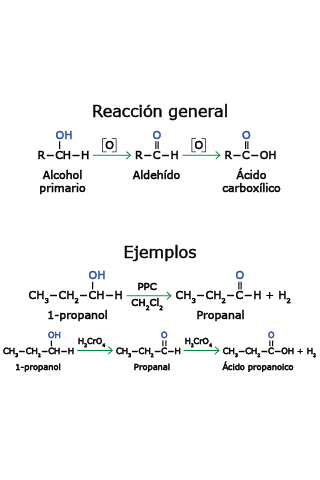 Reacción general
OH O O
R – CH – H [O] R – C – H [O] R – C – OH
Alcohol primario Aldehído Ácido carboxílico
Ejemplos
OH O
CH₃ – CH₂ – CH – H PPC CH₂Cl₂ CH₃ – CH₂ – C – H + H₂
1-propanol Propanal
OH O O
CH₃ – CH₂ – CH – H H₂CrO₄ CH₃ – CH₂ – C – H H₂CrO₄ CH₃ – CH₂ – C – OH + H₂
1-propanol Propanal Ácido propanoico